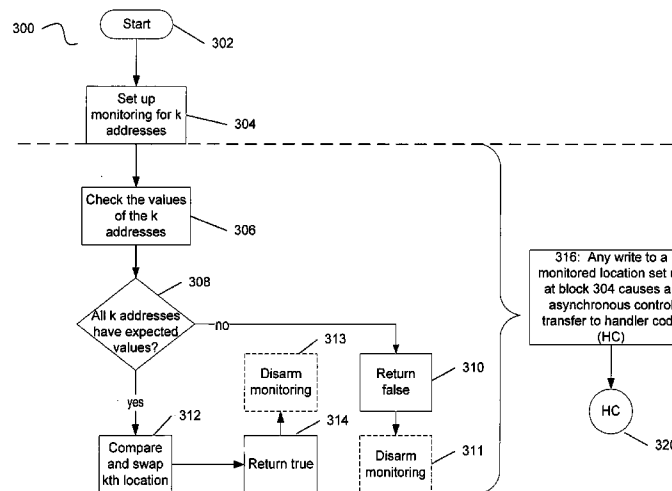 300
Start
302
Set up
monitoring for k
addresses
304
Check the values
of the k
addresses
306
308
All k addresses
have expected
values?
no
yes
313
Disarm
monitoring
Return
false
310
312
Compare
and swap
kth location
314
Return true
Disarm
monitoring
311
316: Any write to a
monitored location set
at block 304 causes a
asynchronous control
transfer to handler
(HC)
HC
320